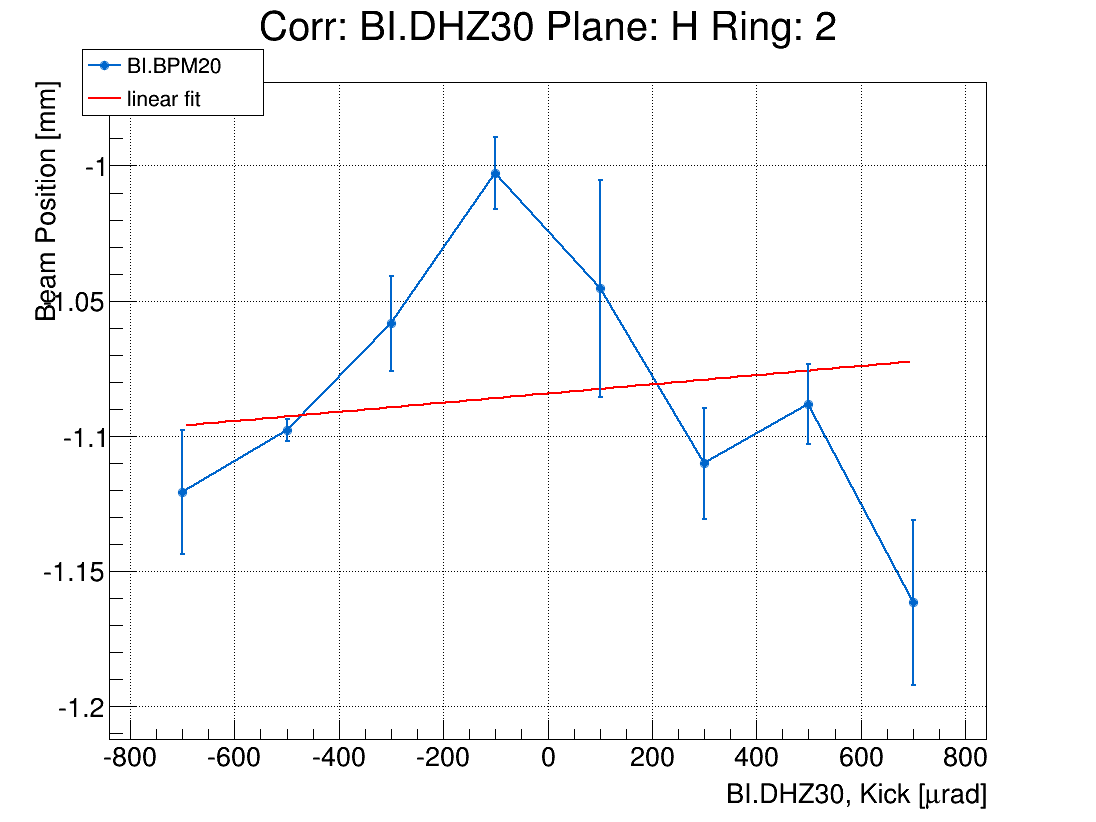 Corr: BI.DHZ30 Plane: H Ring: 2
BI.BPM20
linear fit
Beam Position [mm]
-1
-1.05
-1.1
-1.15
-1.2
-800 -600 -400 -200 0 200 400 600 800
BI.DHZ30, Kick [μrad]